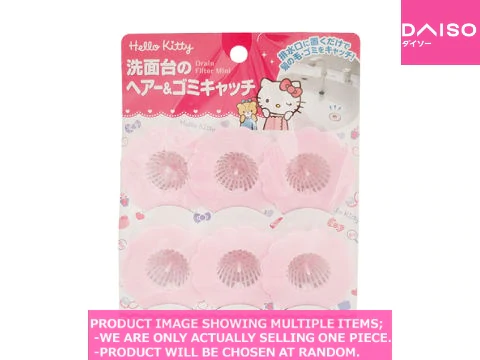 DAISO
ダイソー
Hello Kitty
Drain
Filter Mini
洗面台の
ヘアー&ゴミキャッチ
排水口に置くだけで、
髪の毛・ゴミをキャッチ!
Hello Kitty
PRODUCT IMAGE SHOWING MULTIPLE ITEMS;
-WE ARE ONLY ACTUALLY SELLING ONE PIECE.
-PRODUCT WILL BE CHOSEN AT RANDOM.